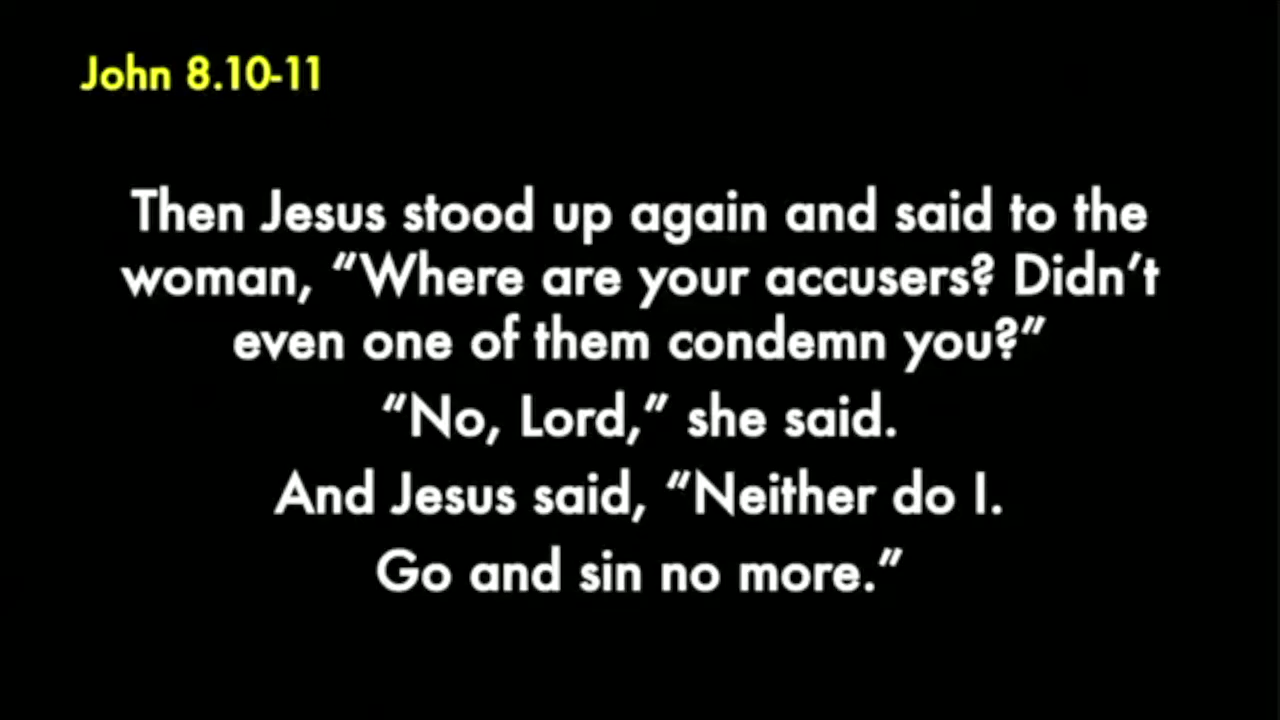 John 8.10-11
Then Jesus stood up again and said to the
woman, “Where are your accusers? Didn’t
even one of them condemn you?”
“No, Lord,” she said.
And Jesus said, “Neither do I.
Go and sin no more.”